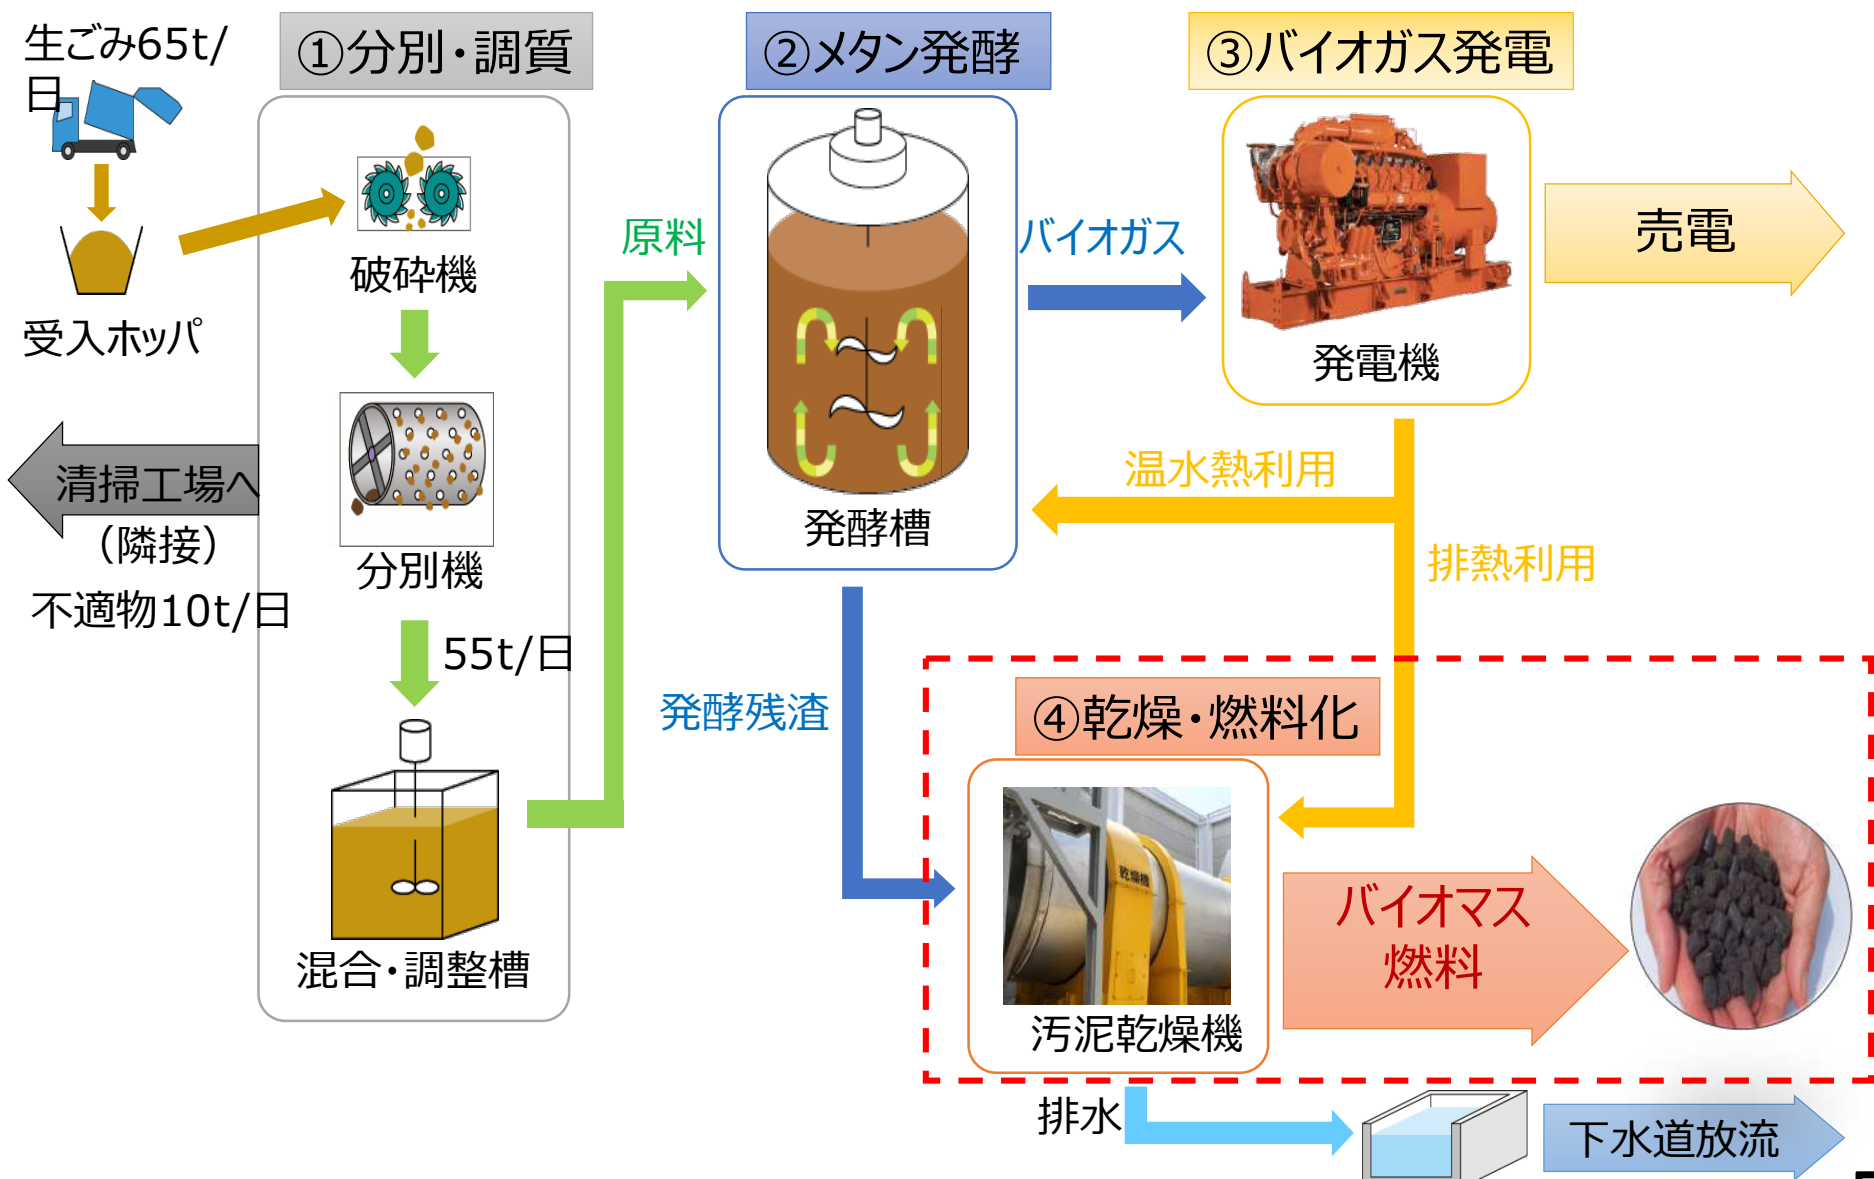 生ごみ65t/
日
受入ホッパ
①分別・調質
破砕機
分別機
55t/日
混合・調整槽
清掃工場へ
（隣接）
不適物10t/日
原料
②メタン発酵
発酵槽
バイオガス
③バイオガス発電
発電機
売電
温水熱利用
排熱利用
発酵残渣
④乾燥・燃料化
乾燥機
汚泥乾燥機
バイオマス
燃料
排水
下水道放流